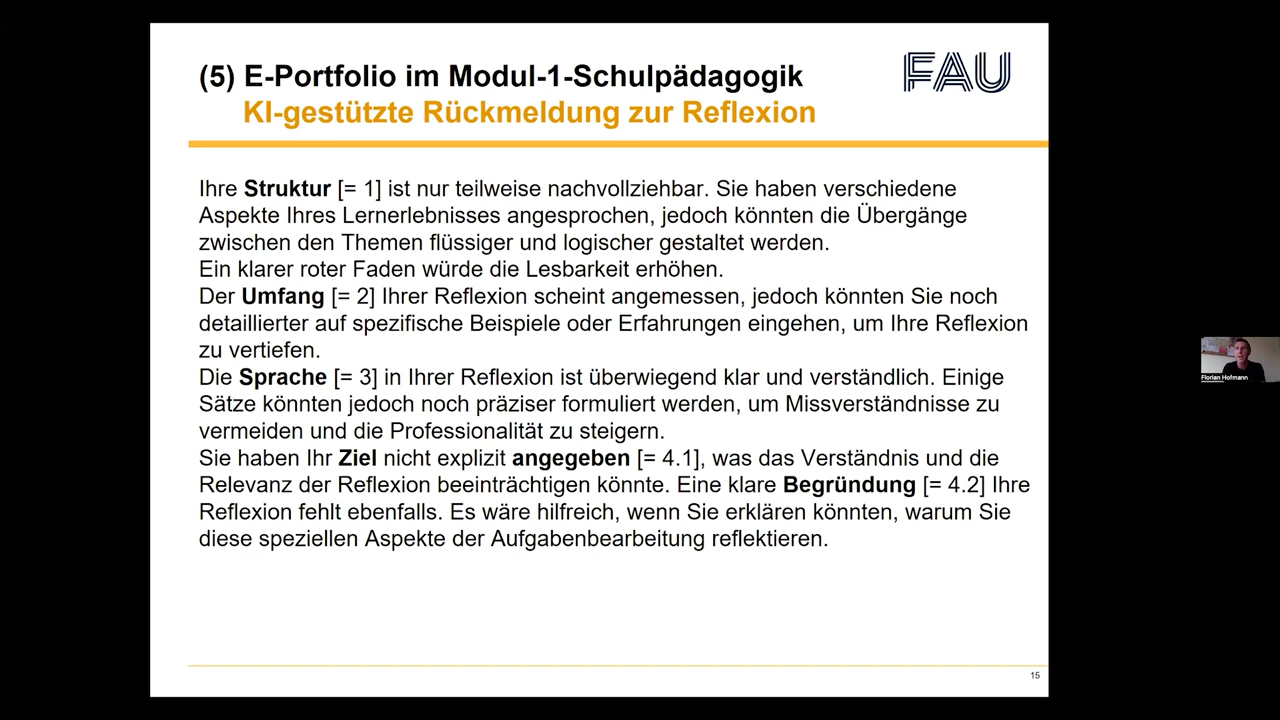 (5) E-Portfolio im Modul-1-Schulpädagogik
KI-gestützte Rückmeldung zur Reflexion
FAU
Ihre Struktur [= 1] ist nur teilweise nachvollziehbar. Sie haben verschiedene
Aspekte Ihres Lernerlebnisses angesprochen, jedoch könnten die Übergänge
zwischen den Themen flüssiger und logischer gestaltet werden.
Ein klarer roter Faden würde die Lesbarkeit erhöhen.
Der Umfang [= 2] Ihrer Reflexion scheint angemessen, jedoch könnten Sie noch
detaillierter auf spezifische Beispiele oder Erfahrungen eingehen, um Ihre Reflexion
zu vertiefen.
Die Sprache [= 3] in Ihrer Reflexion ist überwiegend klar und verständlich. Einige
Sätze könnten jedoch noch präziser formuliert werden, um Missverständnisse zu
vermeiden und die Professionalität zu steigern.
Sie haben Ihr Ziel nicht explizit angegeben [= 4.1], was das Verständnis und die
Relevanz der Reflexion beeinträchtigen könnte. Eine klare Begründung [= 4.2] Ihre
Reflexion fehlt ebenfalls. Es wäre hilfreich, wenn Sie erklären könnten, warum Sie
diese speziellen Aspekte der Aufgabenbearbeitung reflektieren.
15
Florian Hofmann